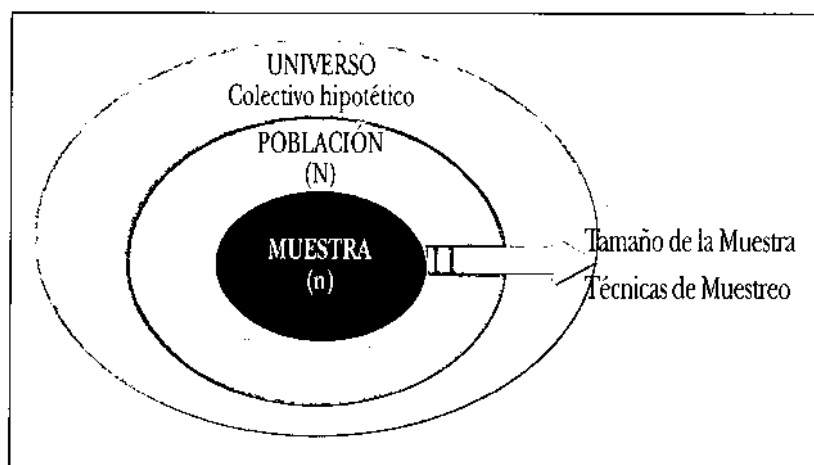 UNIVERSO
Colectivo hipotético
POBLACIÓN
(N)
MUESTRA
(n)
Tamaño de la Muestra
Técnicas de Muestreo